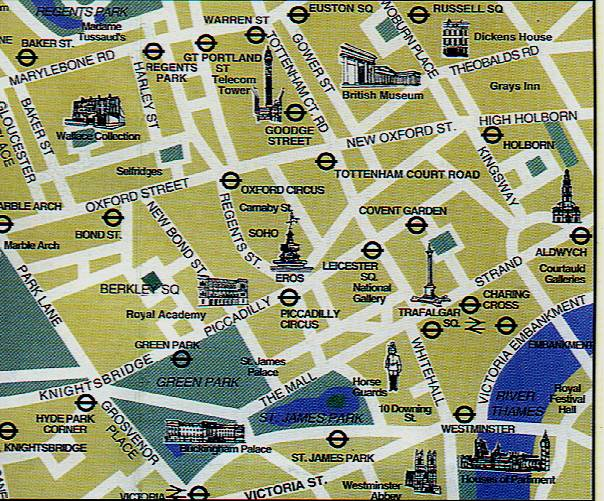 REGENTS PARK
Madame
Tussaud's
BAKER ST.
WARREN ST
EUSTON SQ
WOBURN PLACE
RUSSELL SQ
Dickens House
THEOBALDS RD
MARYLEBONE RD
REGENTS
PARK
GT PORTLAND
ST
Telecom
Tower
TOTTENHAM CT RD
GOWER ST
British Museum
Grays Inn
GLOUCESTER
BAKER ST
HARLEY ST
Wallace Collection
GOODGE
STREET
NEW OXFORD ST.
HIGH HOLBORN
HOLBORN
KINGSWAY
Selfridges
TOTTENHAM COURT ROAD
OXFORD CIRCUS
OXFORD STREET
ARBLE ARCH
Marble Arch
BOND ST.
NEW BOND ST.
REGENTS ST.
Carnaby St.
SOHO
EROS
COVENT GARDEN
LEICESTER
SQ.
National
Gallery
ALDWYCH
Courtauld
Galleries
STRAND
PARK LANE
BERKLEY SQ
Royal Academy
PICCADILLY
PICCADILLY
CIRCUS
TRAFALGAR
SQ.
CHARING
CROSS
VICTORIA EMBANKMENT
EMBANKMENT
GREEN PARK
GREEN PARK
St.James
Palace
THE MALL
Horse
Guards
WHITEHALL
10 Downing
St.
RIVER
THAMES
Royal
Festival
Hall
KNIGHTSBRIDGE
HYDE PARK
CORNER
GROSVENOR
PLACE
ST. JAMES PARK
Buckingham Palace
WESTMINSTER
KNIGHTSBRIDGE
ST. JAMES PARK
Houses of Parliment
VICTORIA
VICTORIA ST.
Westminster
Abbey